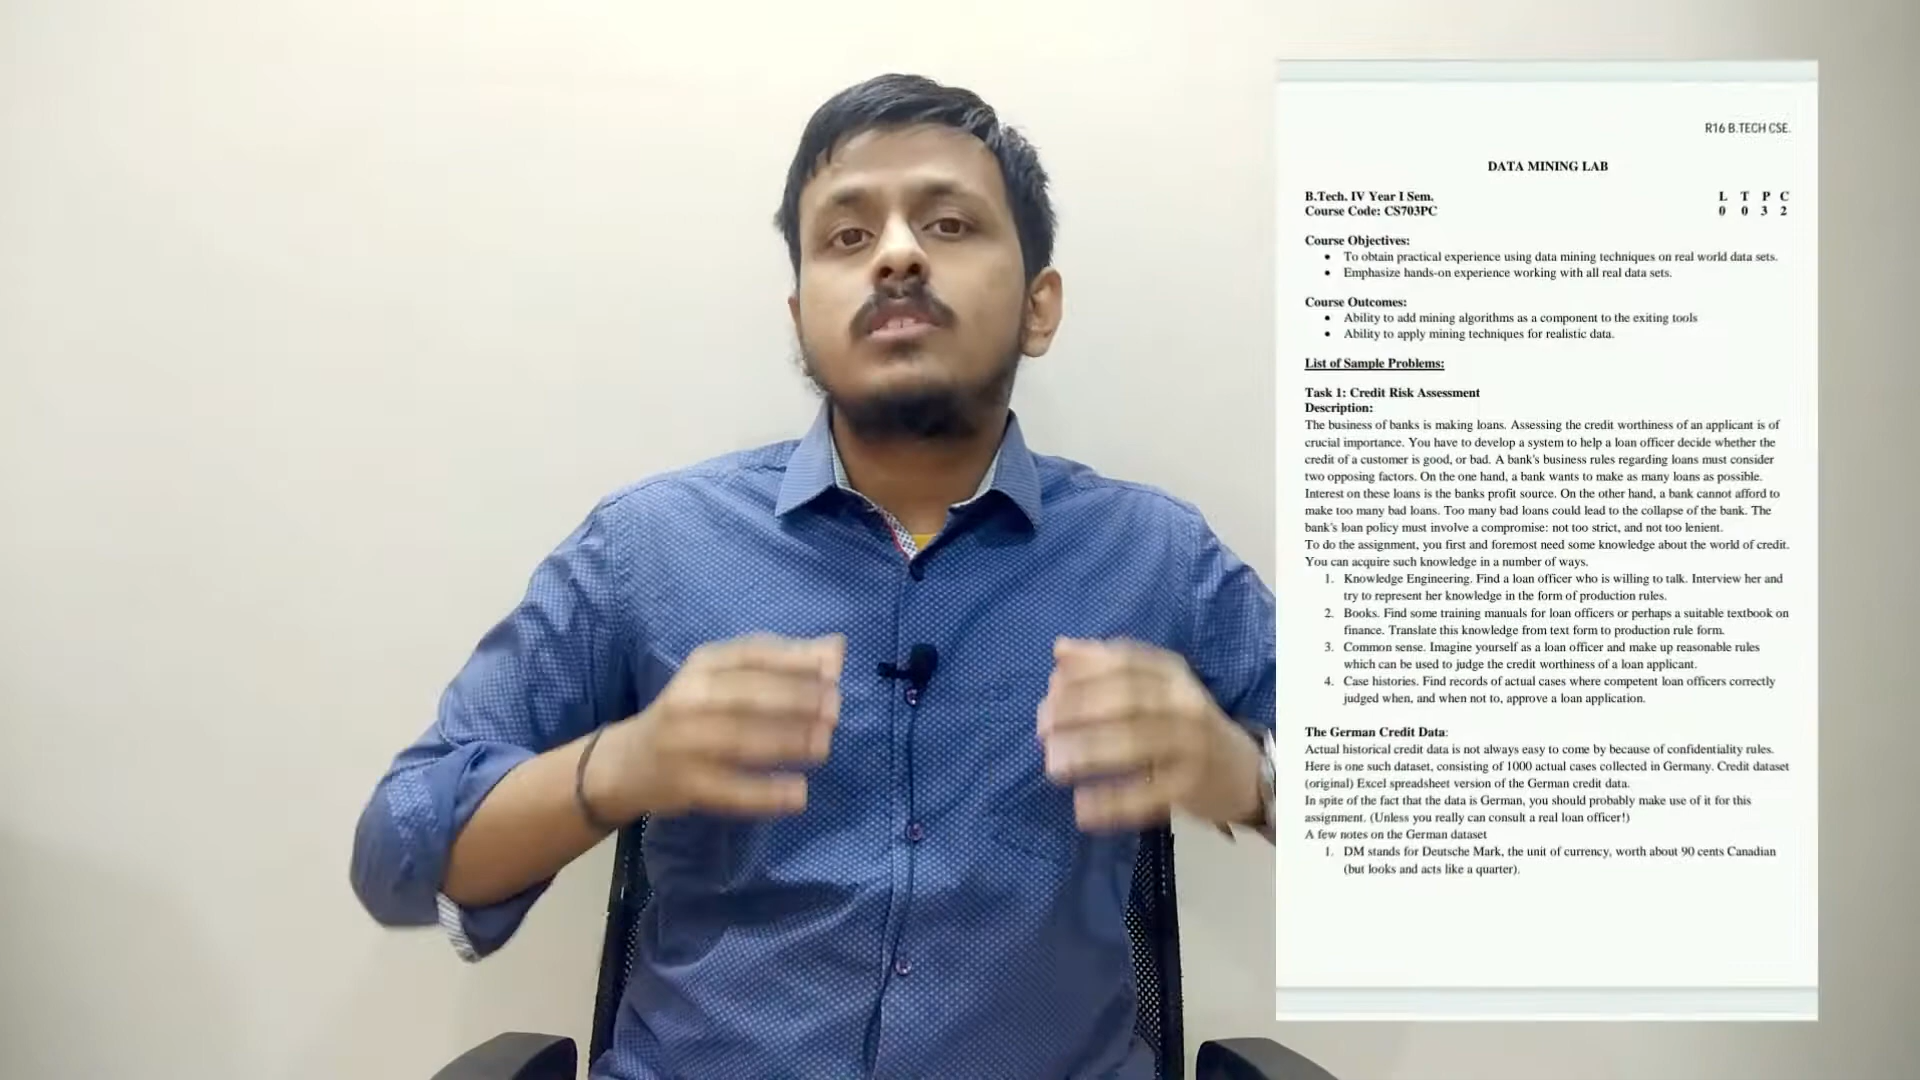 R16 B.TECH CSE.
DATA MINING LAB
B.Tech. IV Year I Sem. L T P C
Course Code: CS703PC 0 0 3 2
Course Objectives:
• To obtain practical experience using data mining techniques on real world data sets.
• Emphasize hands-on experience working with all real data sets.
Course Outcomes:
• Ability to add mining algorithms as a component to the exiting tools
• Ability to apply mining techniques for realistic data.
List of Sample Problems:
Task 1: Credit Risk Assessment
Description:
The business of banks is making loans. Assessing the credit worthiness of an applicant is of
crucial importance. You have to develop a system to help a loan officer decide whether the
credit of a customer is good, or bad. A bank's business rules regarding loans must consider
two opposing factors. On the one hand, a bank wants to make as many loans as possible.
Interest on these loans is the banks profit source. On the other hand, a bank cannot afford to
make too many bad loans. Too many bad loans could lead to the collapse of the bank. The
bank's loan policy must involve a compromise: not too strict, and not too lenient.
To do the assignment, you first and foremost need some knowledge about the world of credit.
You can acquire such knowledge in a number of ways.
1. Knowledge Engineering. Find a loan officer who is willing to talk. Interview her and
try to represent her knowledge in the form of production rules.
2. Books. Find some training manuals for loan officers or perhaps a suitable textbook on
finance. Translate this knowledge from text form to production rule form.
3. Common sense. Imagine yourself as a loan officer and make up reasonable rules
which can be used to judge the credit worthiness of a loan applicant.
4. Case histories. Find records of actual cases where competent loan officers correctly
judged when, and when not to, approve a loan application.
The German Credit Data:
Actual historical credit data is not always easy to come by because of confidentiality rules.
Here is one such dataset, consisting of 1000 actual cases collected in Germany. Credit dataset
(original) Excel spreadsheet version of the German credit data.
In spite of the fact that the data is German, you should probably make use of it for this
assignment. (Unless you really can consult a real loan officer!)
A few notes on the German dataset
1. DM stands for Deutsche Mark, the unit of currency, worth about 90 cents Canadian
(but looks and acts like a quarter).